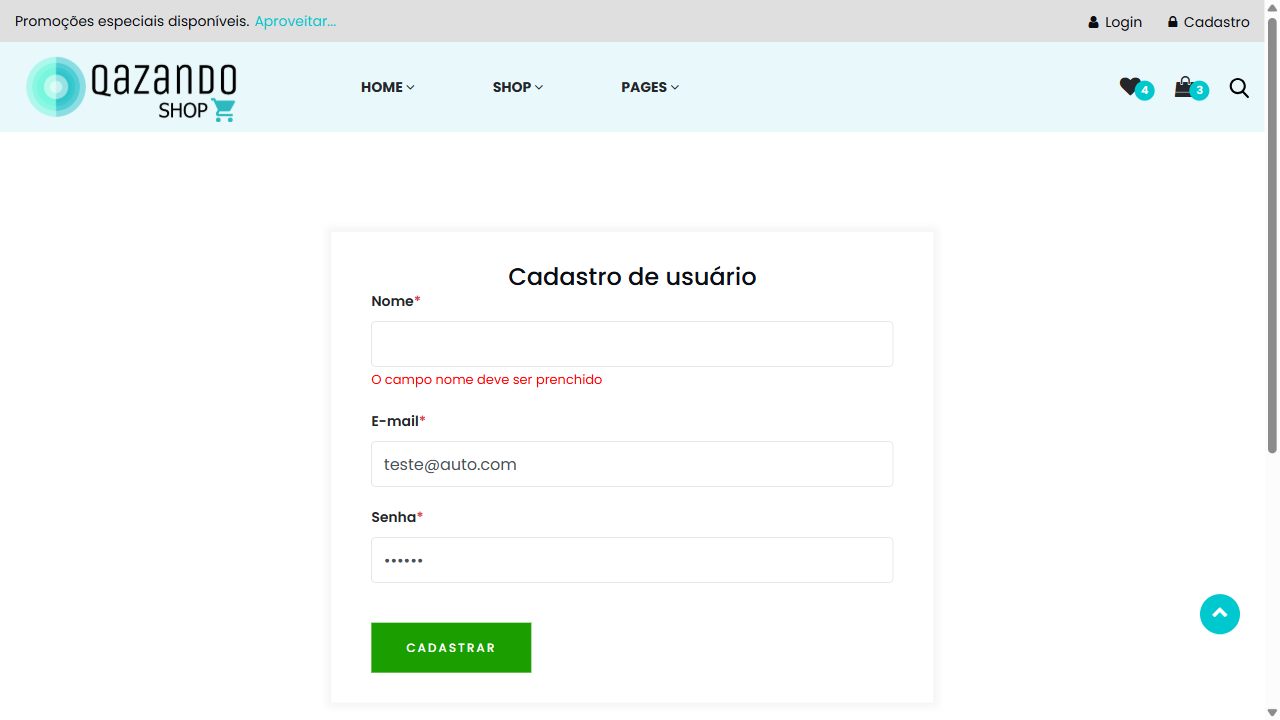 Promoções especiais disponíveis. Aproveitar...
Login
Cadastro
QAZANDO
SHOP
HOME
SHOP
PAGES
4
3
Cadastro de usuário
Nome*
O campo nome deve ser prenchido
E-mail*
teste@auto.com
Senha*
••••••
CADASTRAR